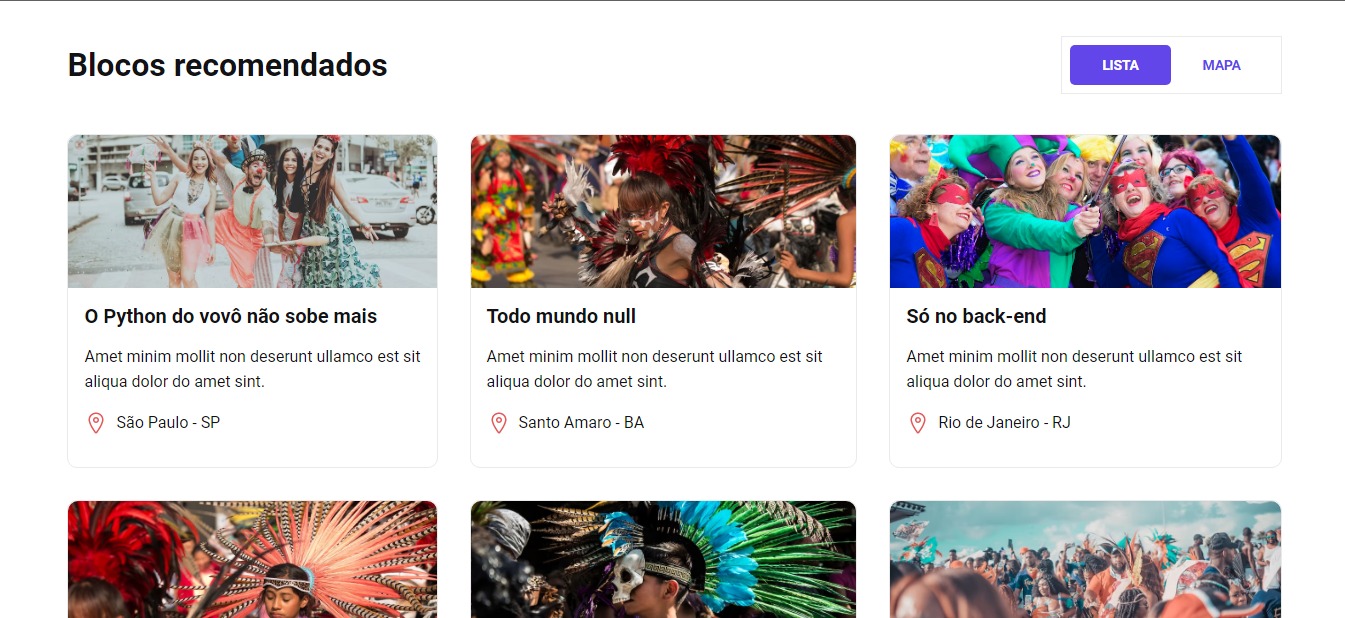 Blocos recomendados
LISTA
MAPA
O Python do vovô não sobe mais
Amet minim mollit non deserunt ullamco est sit
aliqua dolor do amet sint.
São Paulo - SP
Todo mundo null
Amet minim mollit non deserunt ullamco est sit
aliqua dolor do amet sint.
Santo Amaro - BA
Só no back-end
Amet minim mollit non deserunt ullamco est sit
aliqua dolor do amet sint.
Rio de Janeiro - RJ